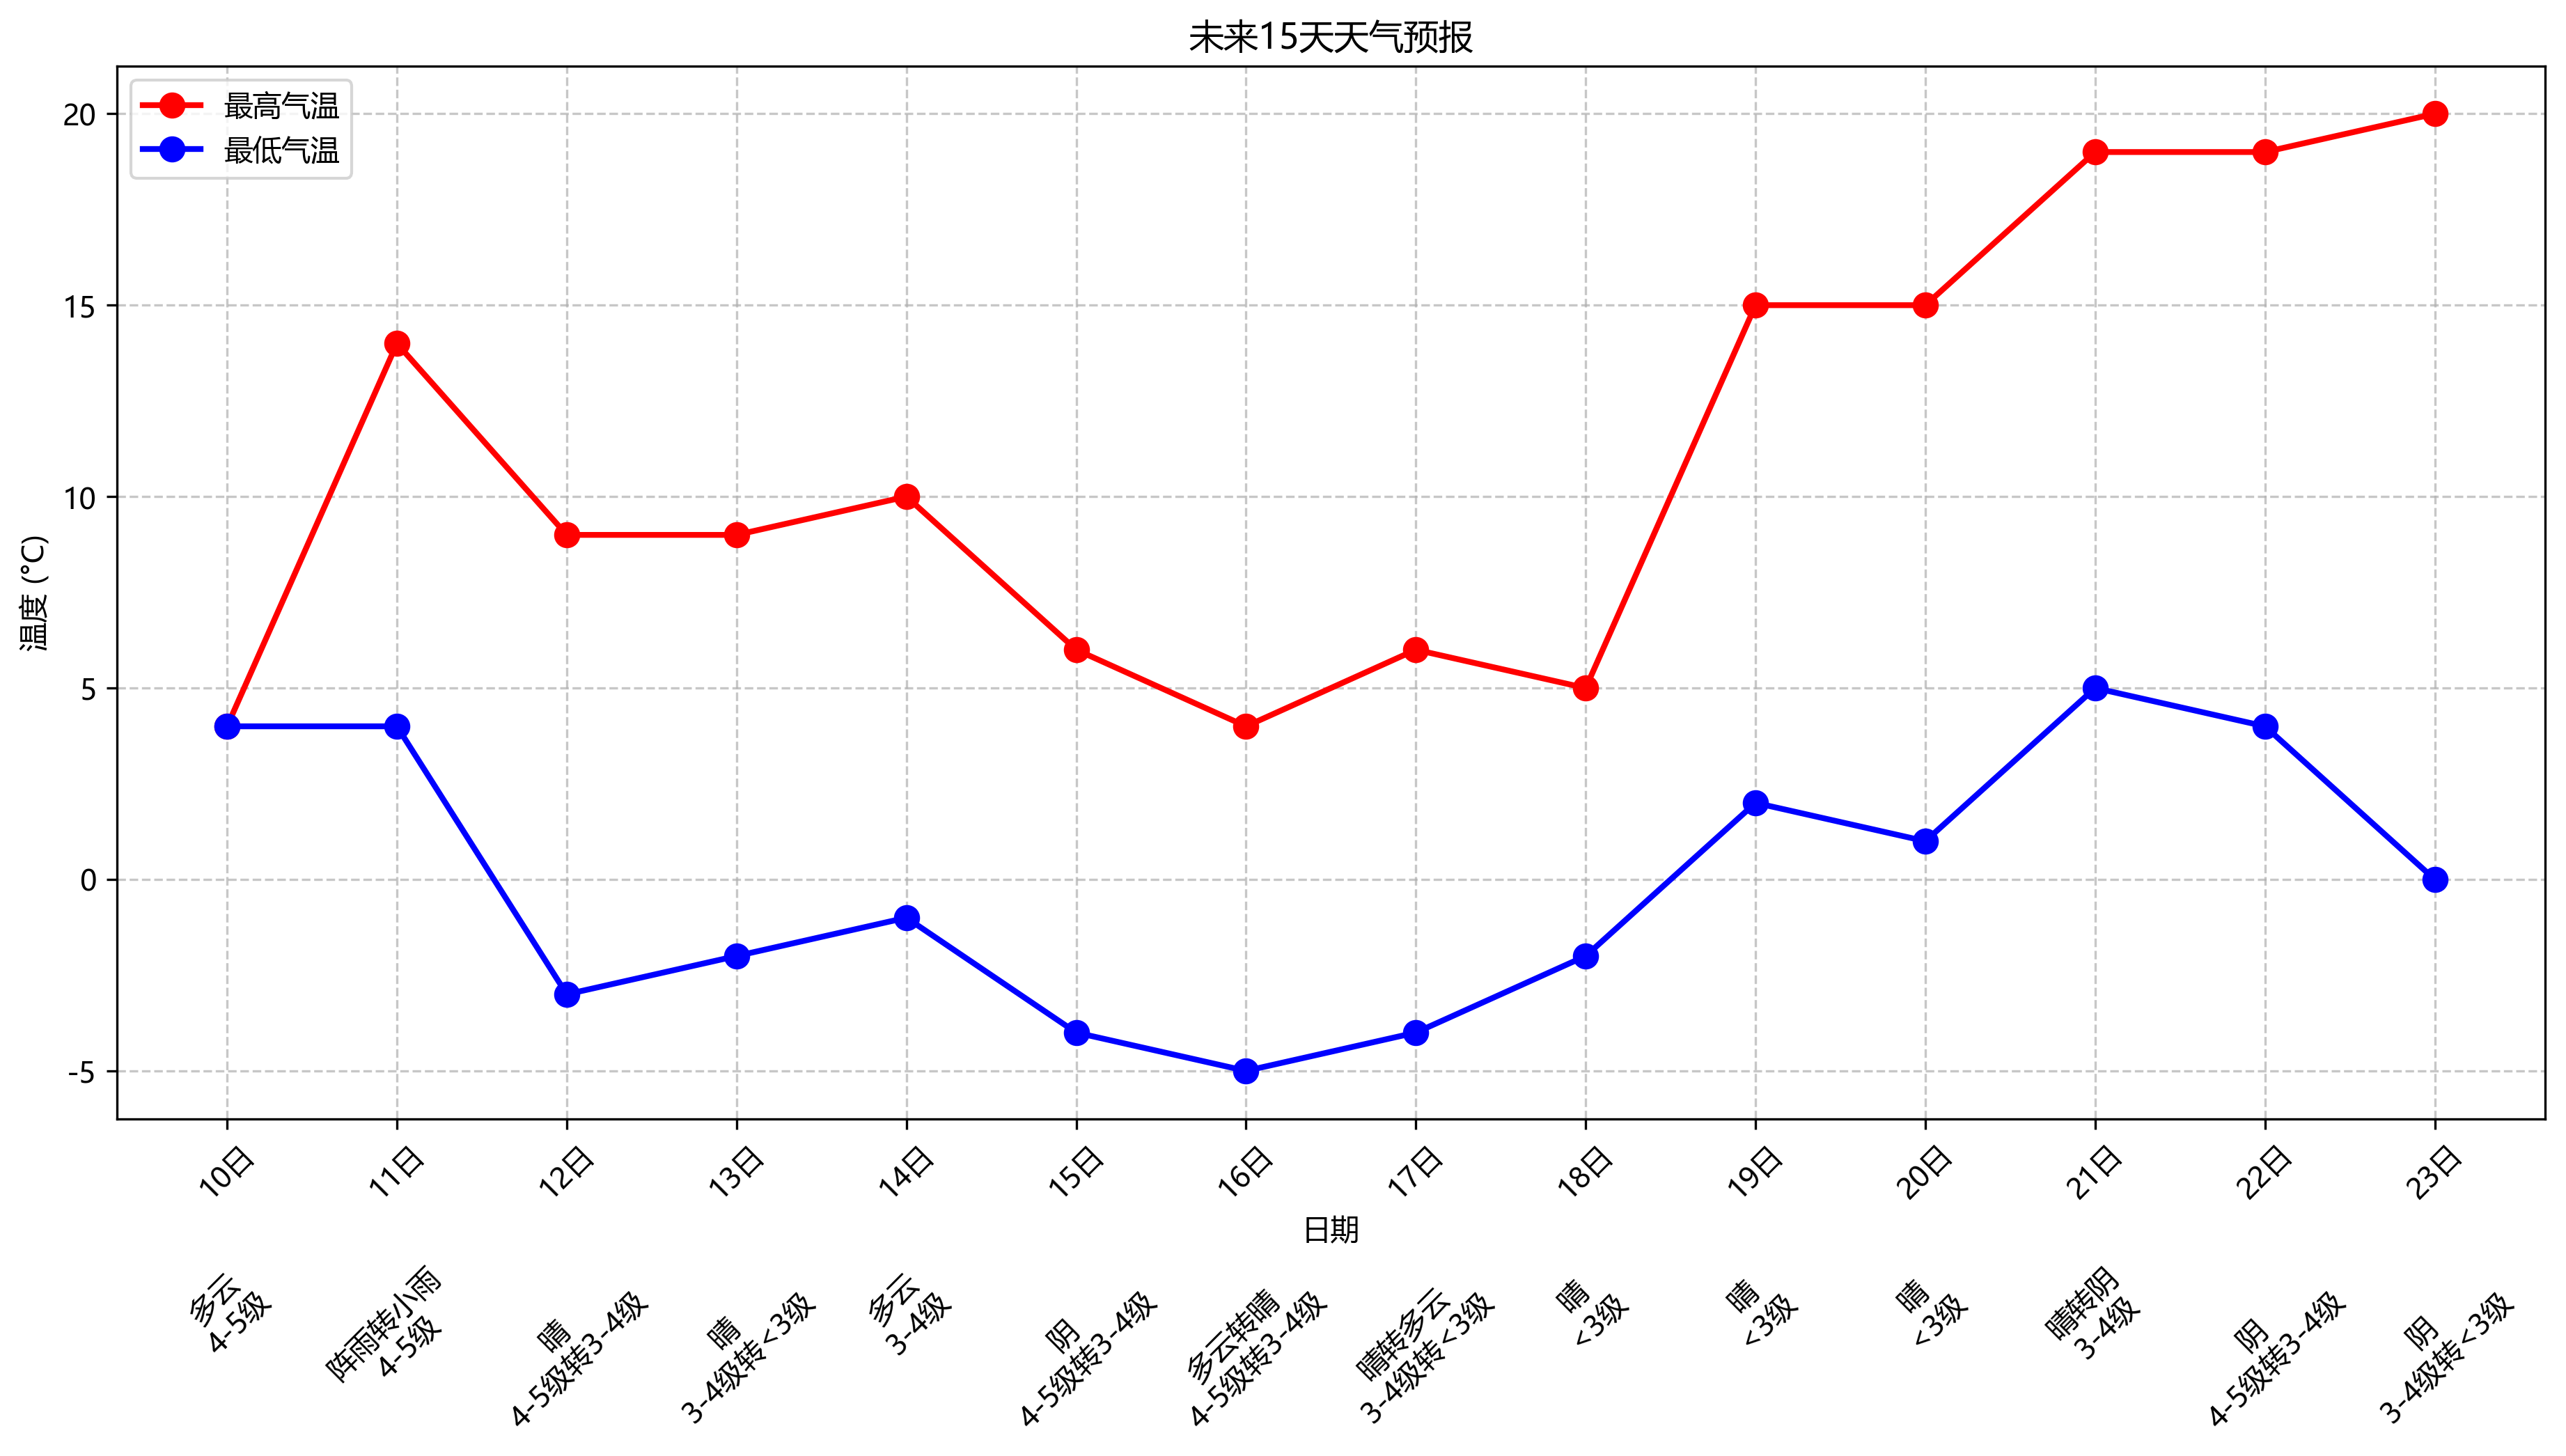 未来15天天气预报
最高气温
最低气温
温度 (°C)
20
15
10
5
0
-5
10日
11日
12日
13日
14日
15日
16日
17日
18日
19日
20日
21日
22日
23日
日期
多云
4-5级
阵雨转小雨
4-5级
晴
4-5级转3-4级
晴
3-4级转<3级
多云
3-4级
阴
4-5级转3-4级
多云转晴
4-5级转3-4级
晴转多云
3-4级转<3级
晴
<3级
晴
<3级
晴
<3级
晴转阴
3-4级
阴
4-5级转3-4级
阴
3-4级转<3级